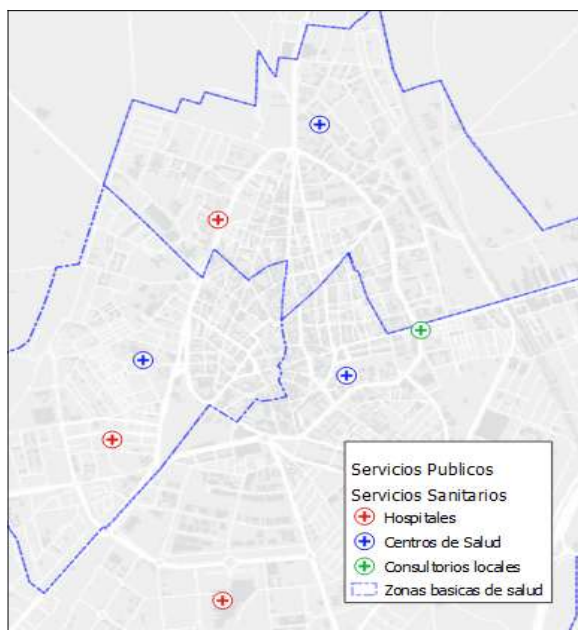 Servicios Publicos
Servicios Sanitarios
Hospitales
Centros de Salud
Consultorios locales
Zonas basicas de salud